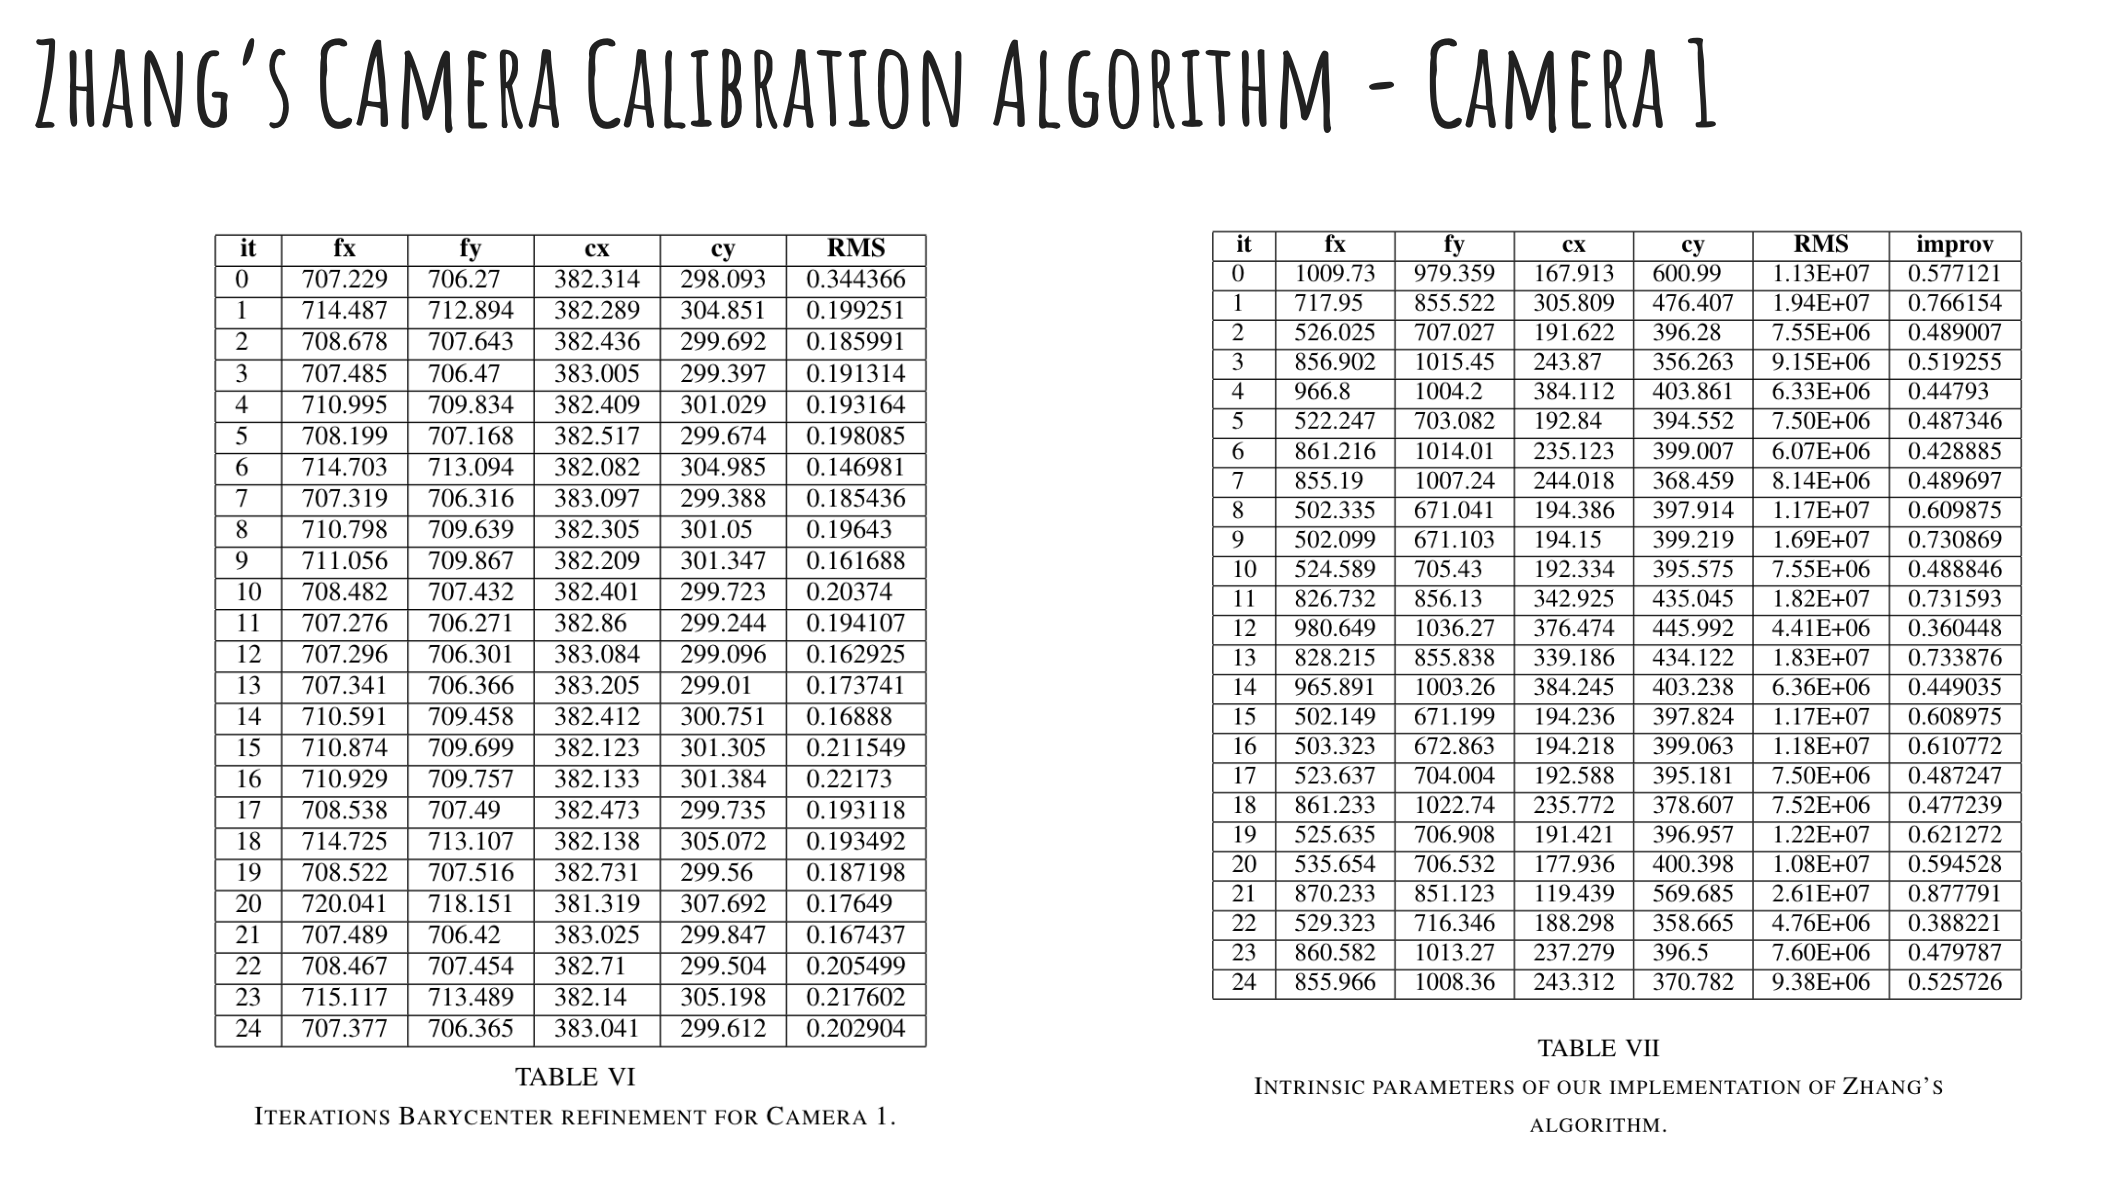 Zhang's CAmera Calibration Algorithm - Camera 1
it fx fy cx cy RMS
0 707.229 706.27 382.314 298.093 0.344366
1 714.487 712.894 382.289 304.851 0.199251
2 708.678 707.643 382.436 299.692 0.185991
3 707.485 706.47 383.005 299.397 0.191314
4 710.995 709.834 382.409 301.029 0.193164
5 708.199 707.168 382.517 299.674 0.198085
6 714.703 713.094 382.082 304.985 0.146981
7 707.319 706.316 383.097 299.388 0.185436
8 710.798 709.639 382.305 301.05 0.19643
9 711.056 709.867 382.209 301.347 0.161688
10 708.482 707.432 382.401 299.723 0.20374
11 707.276 706.271 382.86 299.244 0.194107
12 707.296 706.301 383.084 299.096 0.162925
13 707.341 706.366 383.205 299.01 0.173741
14 710.591 709.458 382.412 300.751 0.16888
15 710.874 709.699 382.123 301.305 0.211549
16 710.929 709.757 382.133 301.384 0.22173
17 708.538 707.49 382.473 299.735 0.193118
18 714.725 713.107 382.138 305.072 0.193492
19 708.522 707.516 382.731 299.56 0.187198
20 720.041 718.151 381.319 307.692 0.17649
21 707.489 706.42 383.025 299.847 0.167437
22 708.467 707.454 382.71 299.504 0.205499
23 715.117 713.489 382.14 305.198 0.217602
24 707.377 706.365 383.041 299.612 0.202904
TABLE VI
Iterations Barycenter refinement for Camera 1.
it fx fy cx cy RMS improv
0 1009.73 979.359 167.913 600.99 1.13E+07 0.577121
1 717.95 855.522 305.809 476.407 1.94E+07 0.766154
2 526.025 707.027 191.622 396.28 7.55E+06 0.489007
3 856.902 1015.45 243.87 356.263 9.15E+06 0.519255
4 966.8 1004.2 384.112 403.861 6.33E+06 0.44793
5 522.247 703.082 192.84 394.552 7.50E+06 0.487346
6 861.216 1014.01 235.123 399.007 6.07E+06 0.428885
7 855.19 1007.24 244.018 368.459 8.14E+06 0.489697
8 502.335 671.041 194.386 397.914 1.17E+07 0.609875
9 502.099 671.103 194.15 399.219 1.69E+07 0.730869
10 524.589 705.43 192.334 395.575 7.55E+06 0.488846
11 826.732 856.13 342.925 435.045 1.82E+07 0.731593
12 980.649 1036.27 376.474 445.992 4.41E+06 0.360448
13 828.215 855.838 339.186 434.122 1.83E+07 0.733876
14 965.891 1003.26 384.245 403.238 6.36E+06 0.449035
15 502.149 671.199 194.236 397.824 1.17E+07 0.608975
16 503.323 672.863 194.218 399.063 1.18E+07 0.610772
17 523.637 704.004 192.588 395.181 7.50E+06 0.487247
18 861.233 1022.74 235.772 378.607 7.52E+06 0.477239
19 525.635 706.908 191.421 396.957 1.22E+07 0.621272
20 535.654 706.532 177.936 400.398 1.08E+07 0.594528
21 870.233 851.123 119.439 569.685 2.61E+07 0.877791
22 529.323 716.346 188.298 358.665 4.76E+06 0.388221
23 860.582 1013.27 237.279 396.5 7.60E+06 0.479787
24 855.966 1008.36 243.312 370.782 9.38E+06 0.525726
TABLE VII
Intrinsic parameters of our implementation of Zhang's
algorithm.